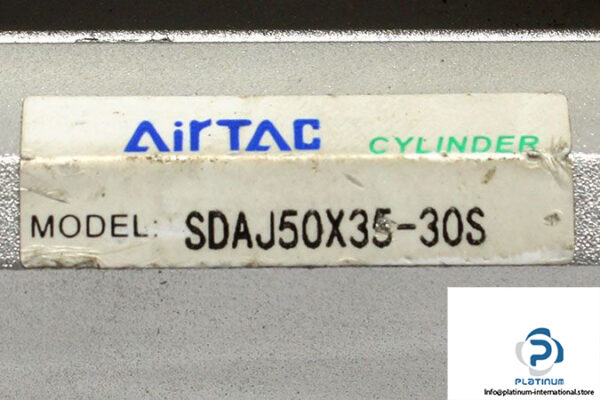 AirTAC CYLINDER
MODEL: SDAJ50X35-30S
PLATINUM
Info@platinum-international.store